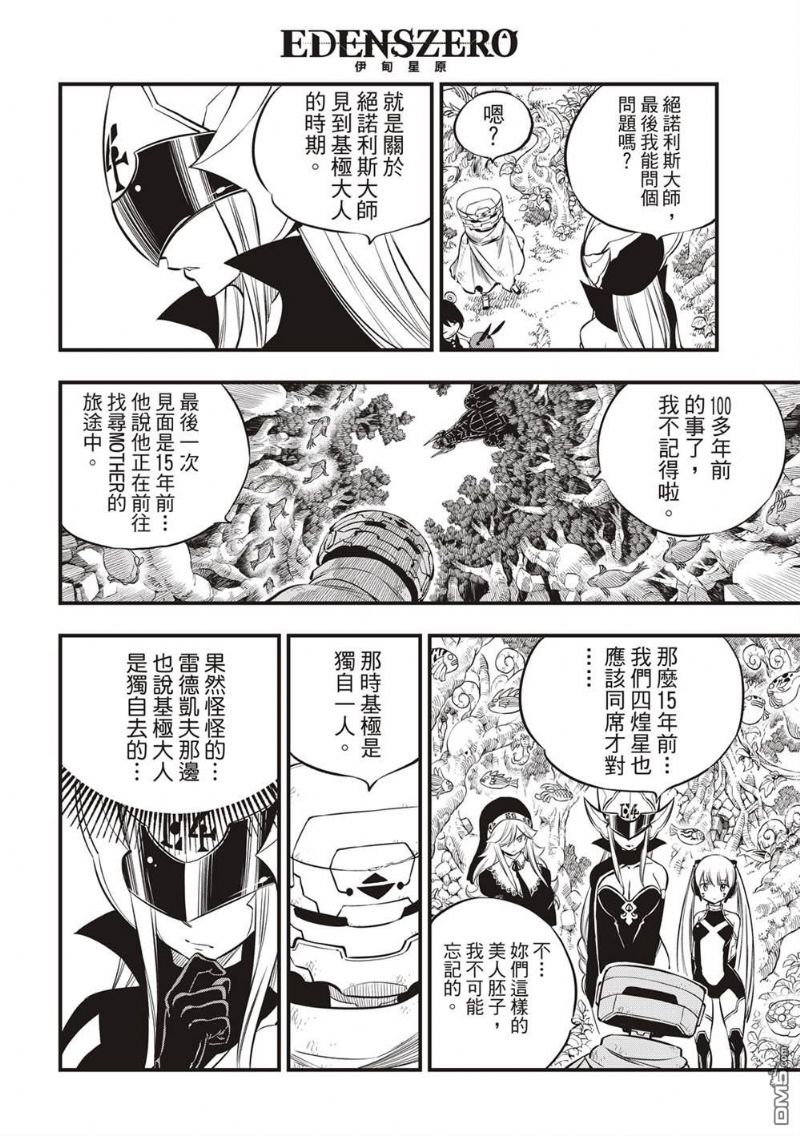 EDENSZERO
伊甸星原
絕諾利斯大師，
最後我能問個
問題嗎？
嗯？
就是關於
絕諾利斯大師
見到基極大人
的時期。
100多年前
的事了，
我不記得啦。
最後一次
見面是15年前…
他說他正在前往
找尋MOTHER的
旅途中。
那麼15年前…
我們四煌星也
應該同席才對
……
不…
妳們這樣的
美人胚子，
我不可能
忘記的。
那時基極是
獨自一人。
果然怪怪的…
雷德凱夫那邊
也說基極大人
是獨自去的…